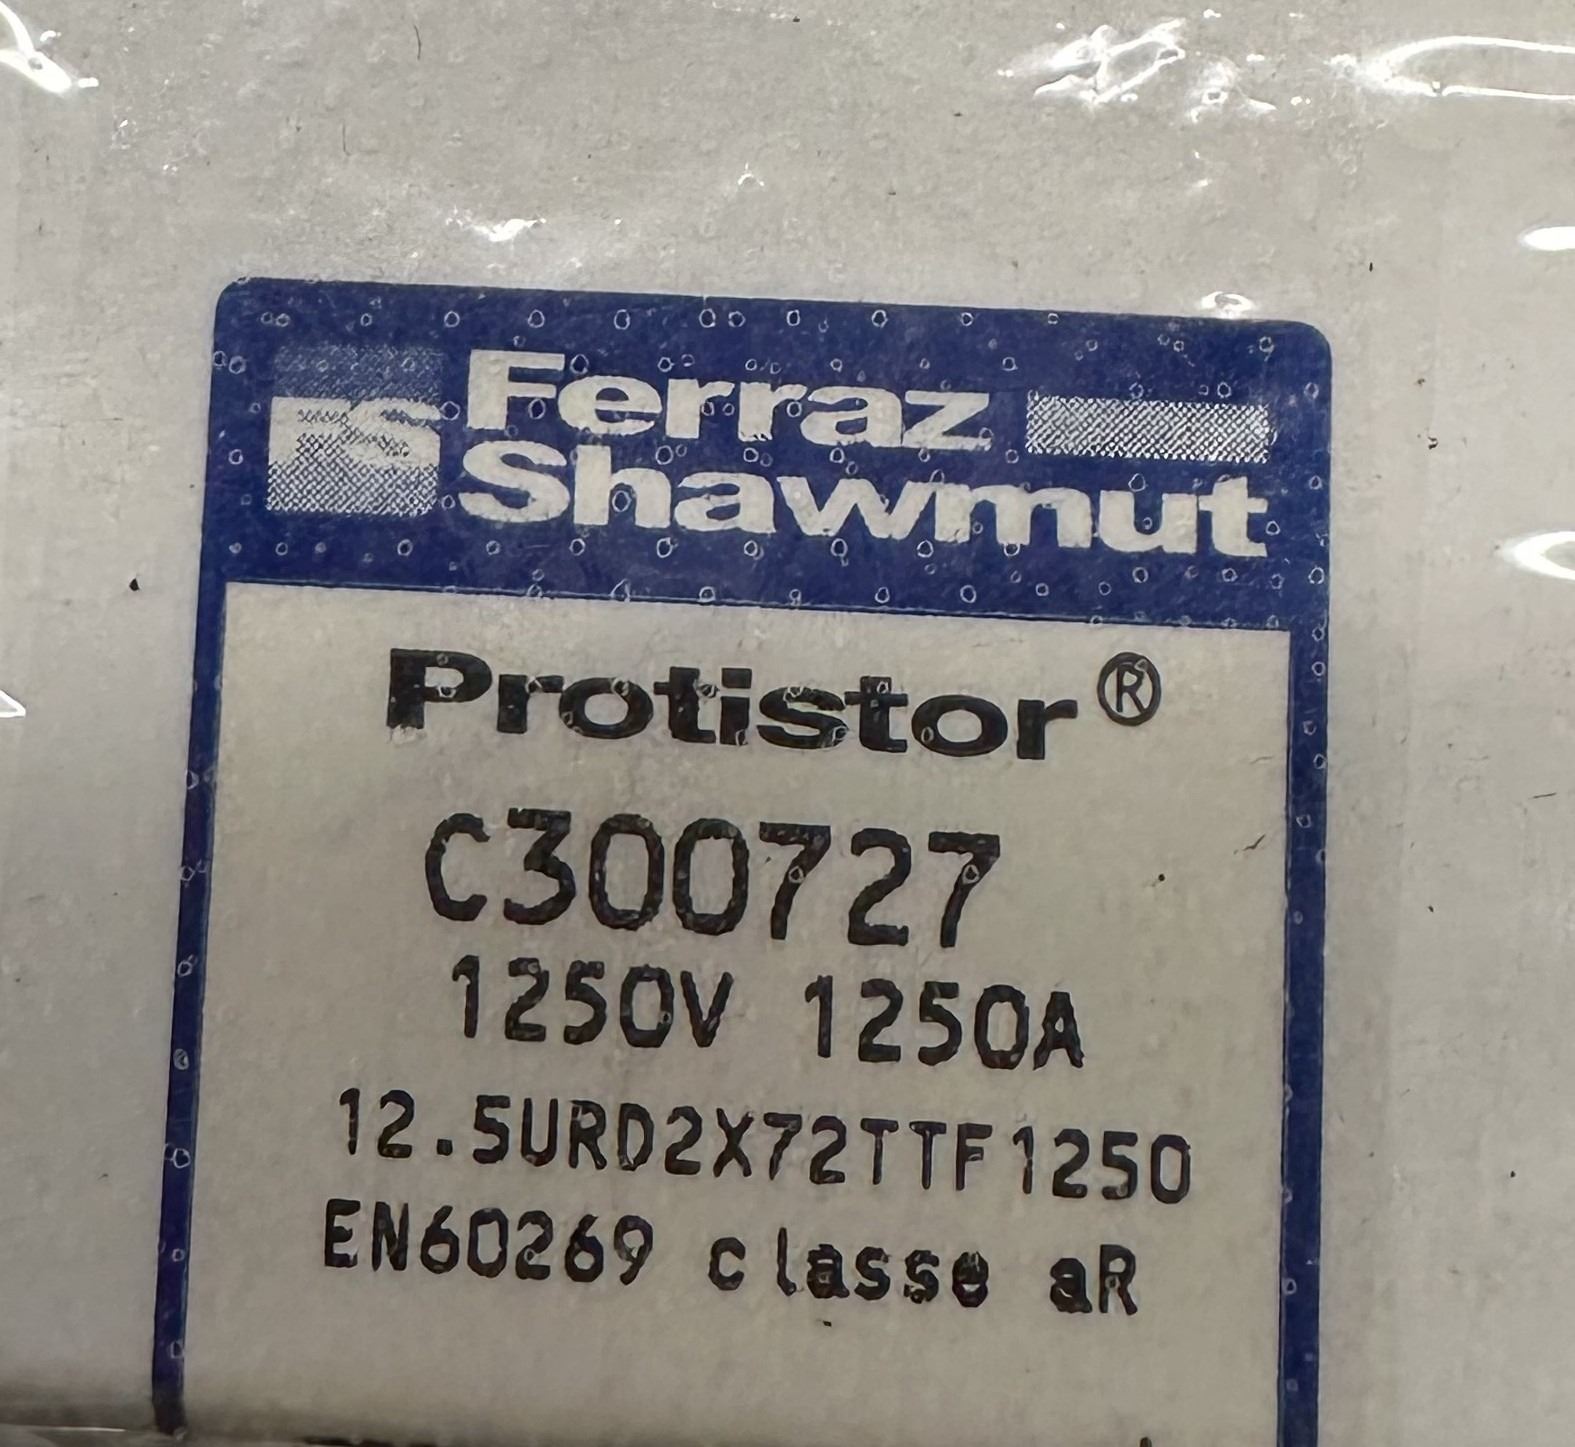 Ferraz
Shawmut
Protistor®
C300727
1250V 1250A
12.5URD2X72TTF1250
EN60269 classe aR